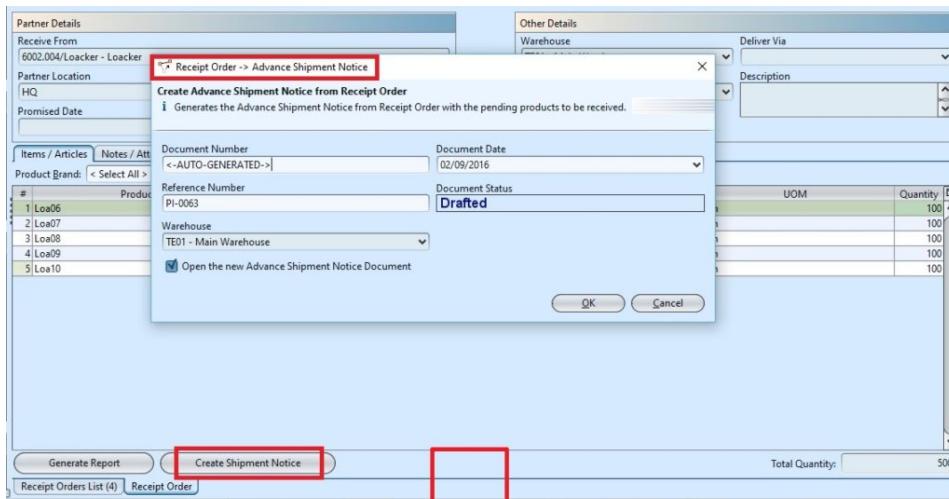 Partner Details
Other Details
Receive From
Warehouse
Deliver Via
6002.004/Loacker - Loacker
Partner Location
Description
HQ
Promised Date
Receipt Order -> Advance Shipment Notice
Create Advance Shipment Notice from Receipt Order
i Generates the Advance Shipment Notice from Receipt Order with the pending products to be received.
Document Number
Document Date
<-AUTO-GENERATED->
02/09/2016
Reference Number
Document Status
PI-0063
Drafted
Warehouse
TE01 - Main Warehouse
Open the new Advance Shipment Notice Document
OK
Cancel
Items / Articles
Notes / Att
Product Brand: < Select All >
# Produc UOM Quantity
1 Loa06 100
2 Loa07 100
3 Loa08 100
4 Loa09 100
5 Loa10 100
Generate Report
Create Shipment Notice
Total Quantity: 500
Receipt Orders List (4)
Receipt Order